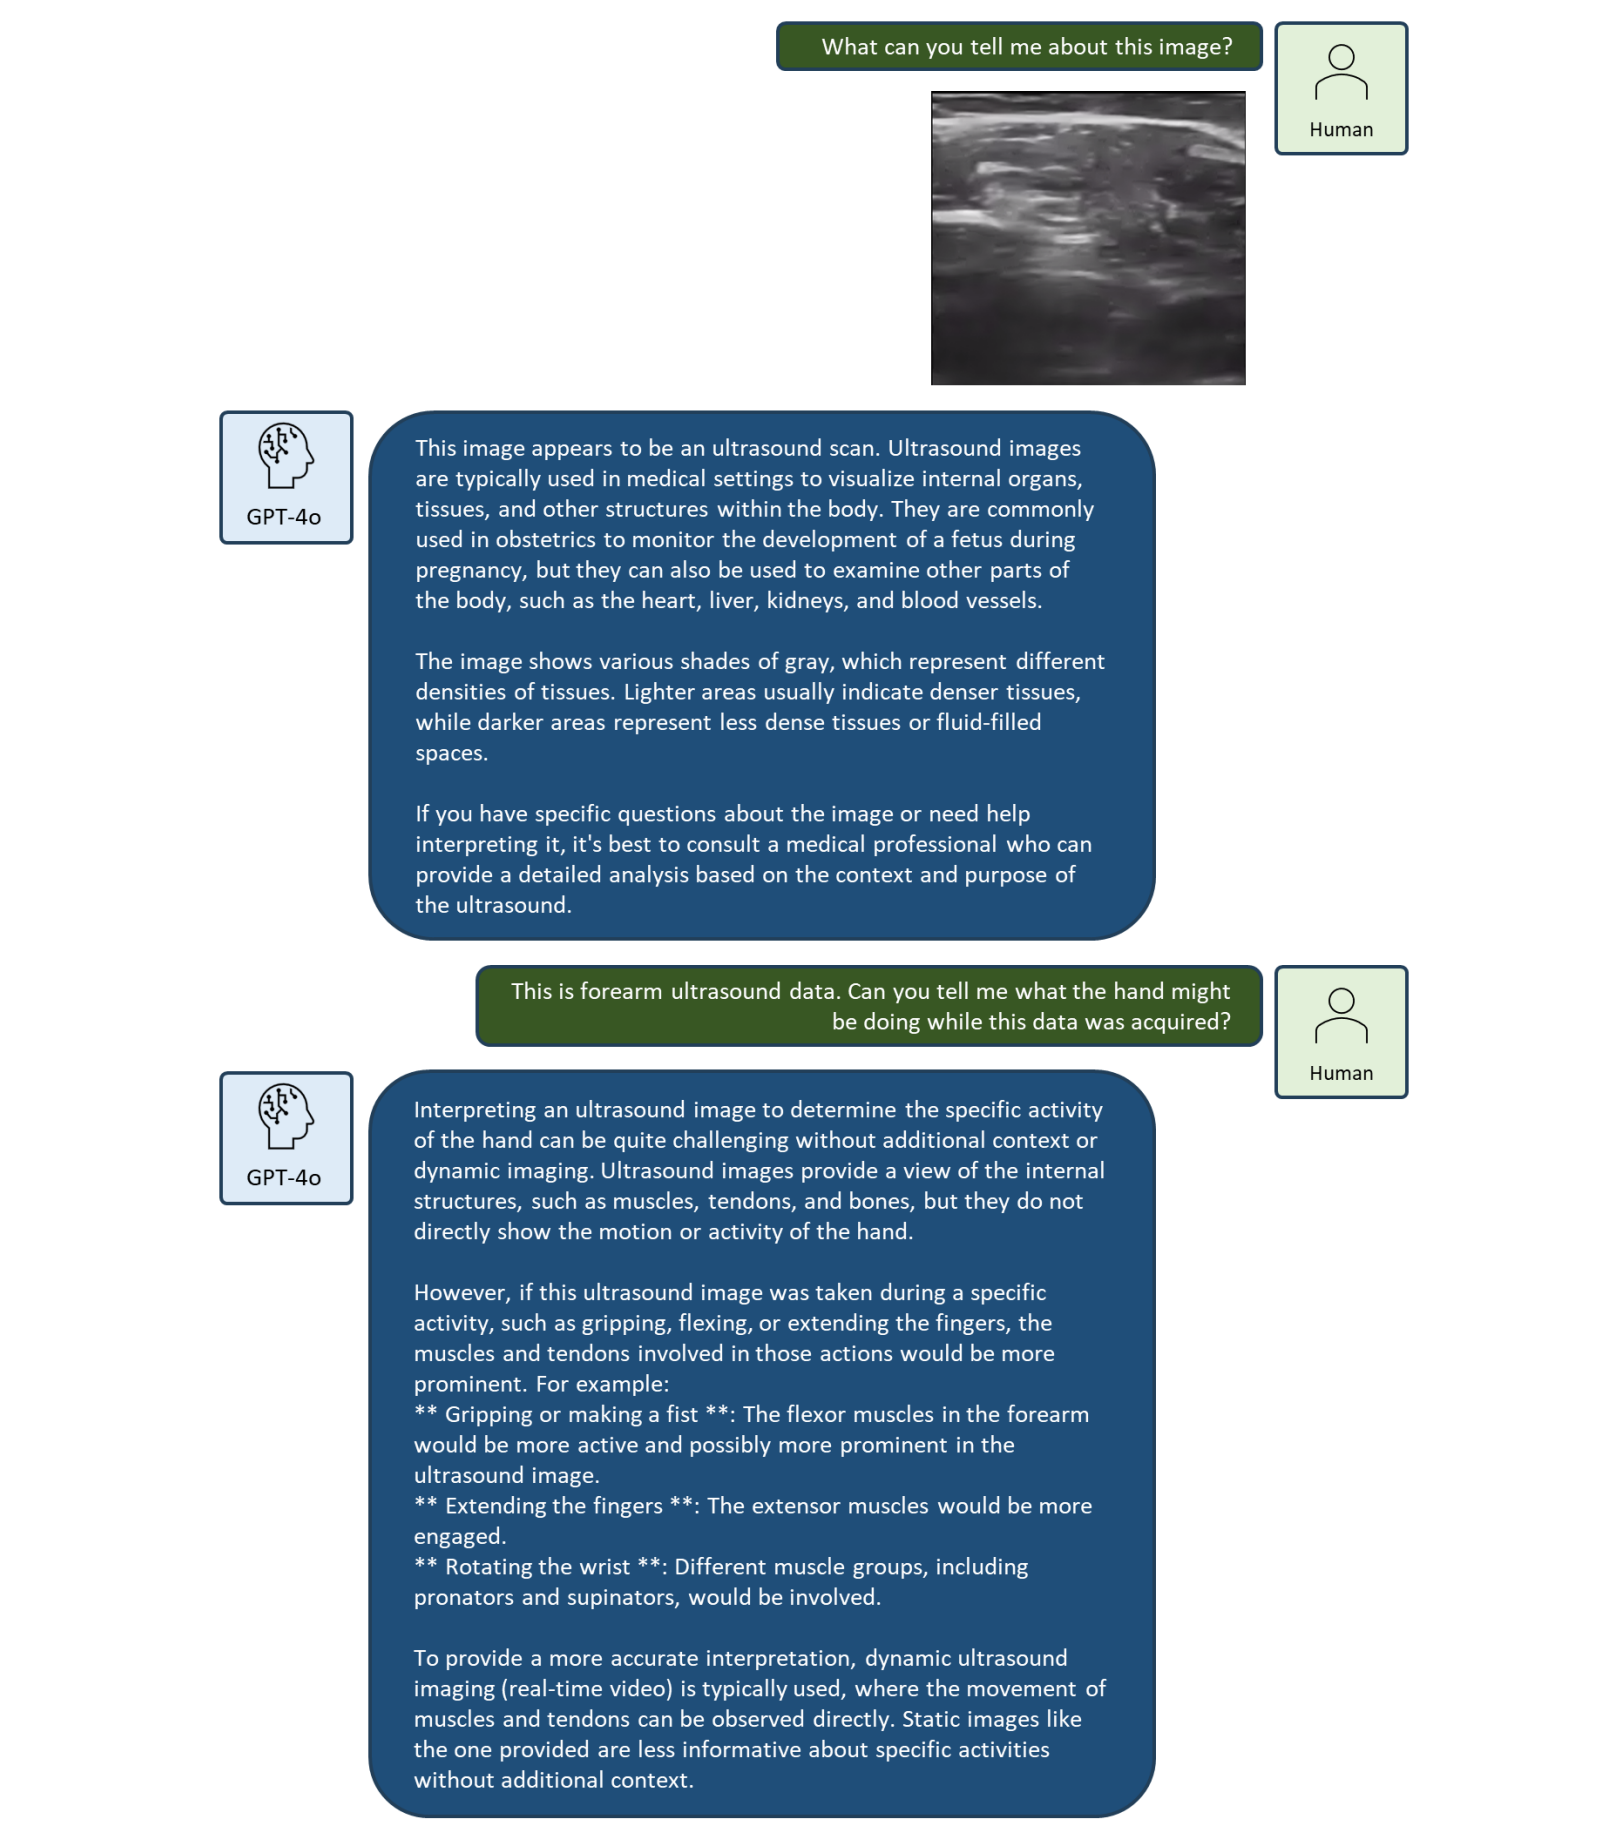 What can you tell me about this image?
Human
This image appears to be an ultrasound scan. Ultrasound images
are typically used in medical settings to visualize internal organs,
tissues, and other structures within the body. They are commonly
used in obstetrics to monitor the development of a fetus during
pregnancy, but they can also be used to examine other parts of
the body, such as the heart, liver, kidneys, and blood vessels.
The image shows various shades of gray, which represent different
densities of tissues. Lighter areas usually indicate denser tissues,
while darker areas represent less dense tissues or fluid-filled
spaces.
If you have specific questions about the image or need help
interpreting it, it's best to consult a medical professional who can
provide a detailed analysis based on the context and purpose of
the ultrasound.
GPT-4o
This is forearm ultrasound data. Can you tell me what the hand might
be doing while this data was acquired?
Human
Interpreting an ultrasound image to determine the specific activity
of the hand can be quite challenging without additional context or
dynamic imaging. Ultrasound images provide a view of the internal
structures, such as muscles, tendons, and bones, but they do not
directly show the motion or activity of the hand.
However, if this ultrasound image was taken during a specific
activity, such as gripping, flexing, or extending the fingers, the
muscles and tendons involved in those actions would be more
prominent. For example:
** Gripping or making a fist **: The flexor muscles in the forearm
would be more active and possibly more prominent in the
ultrasound image.
** Extending the fingers **: The extensor muscles would be more
engaged.
** Rotating the wrist **: Different muscle groups, including
pronators and supinators, would be involved.
To provide a more accurate interpretation, dynamic ultrasound
imaging (real-time video) is typically used, where the movement of
muscles and tendons can be observed directly. Static images like
the one provided are less informative about specific activities
without additional context.
GPT-4o